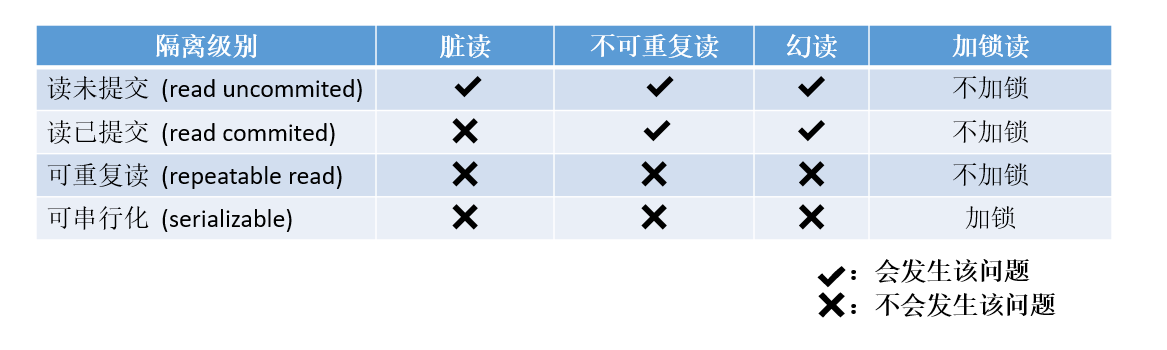 隔离级别 脏读 不可重复读 幻读 加锁读
读未提交 (read uncommited) ✓ ✓ ✓ 不加锁
读已提交 (read commited) ✕ ✓ ✓ 不加锁
可重复读 (repeatable read) ✕ ✕ ✕ 不加锁
可串行化 (serializable) ✕ ✕ ✕ 加锁
✓：会发生该问题
✕：不会发生该问题